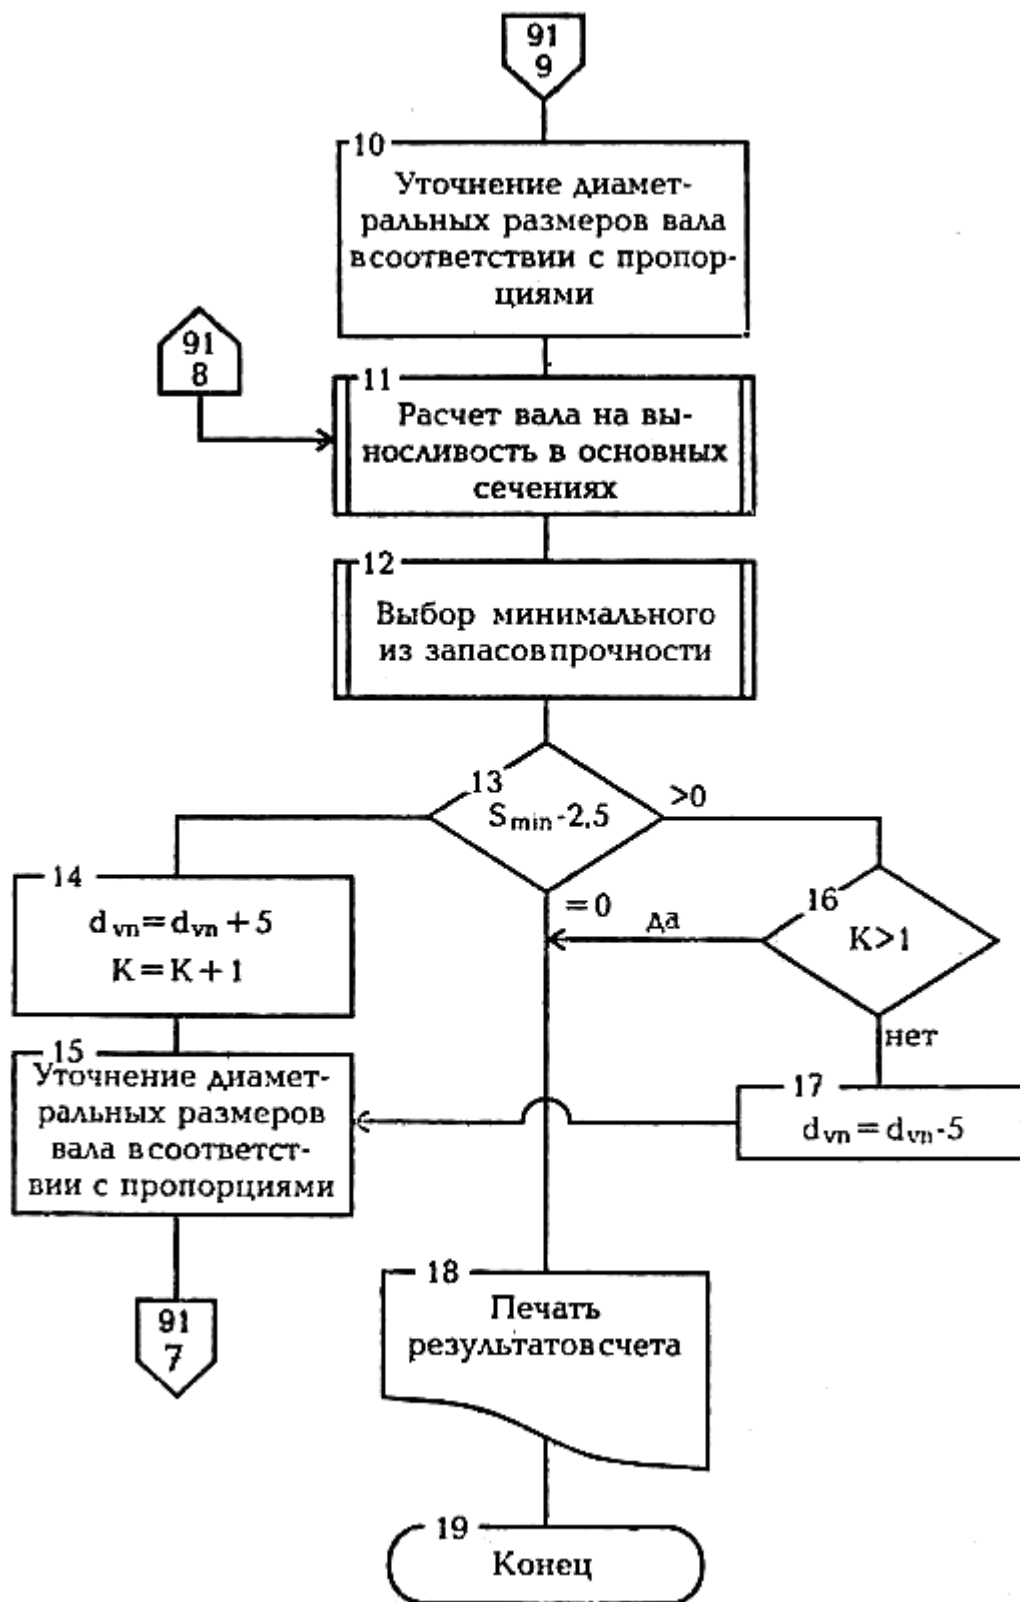 91
9
10
Уточнение диамет-
ральных размеров вала
в соответствии с пропор-
циями
91
8
11
Расчет вала на вы-
носливость в основных
сечениях
12
Выбор минимального
из запасов прочности
13
S min - 2,5
>0
= 0
14
d vn = d vn + 5
K = K + 1
16
K > 1
да
нет
15
Уточнение диамет-
ральных размеров
вала в соответст-
вии с пропорциями
17
d vn = d vn - 5
91
7
18
Печать
результатов счета
19
Конец